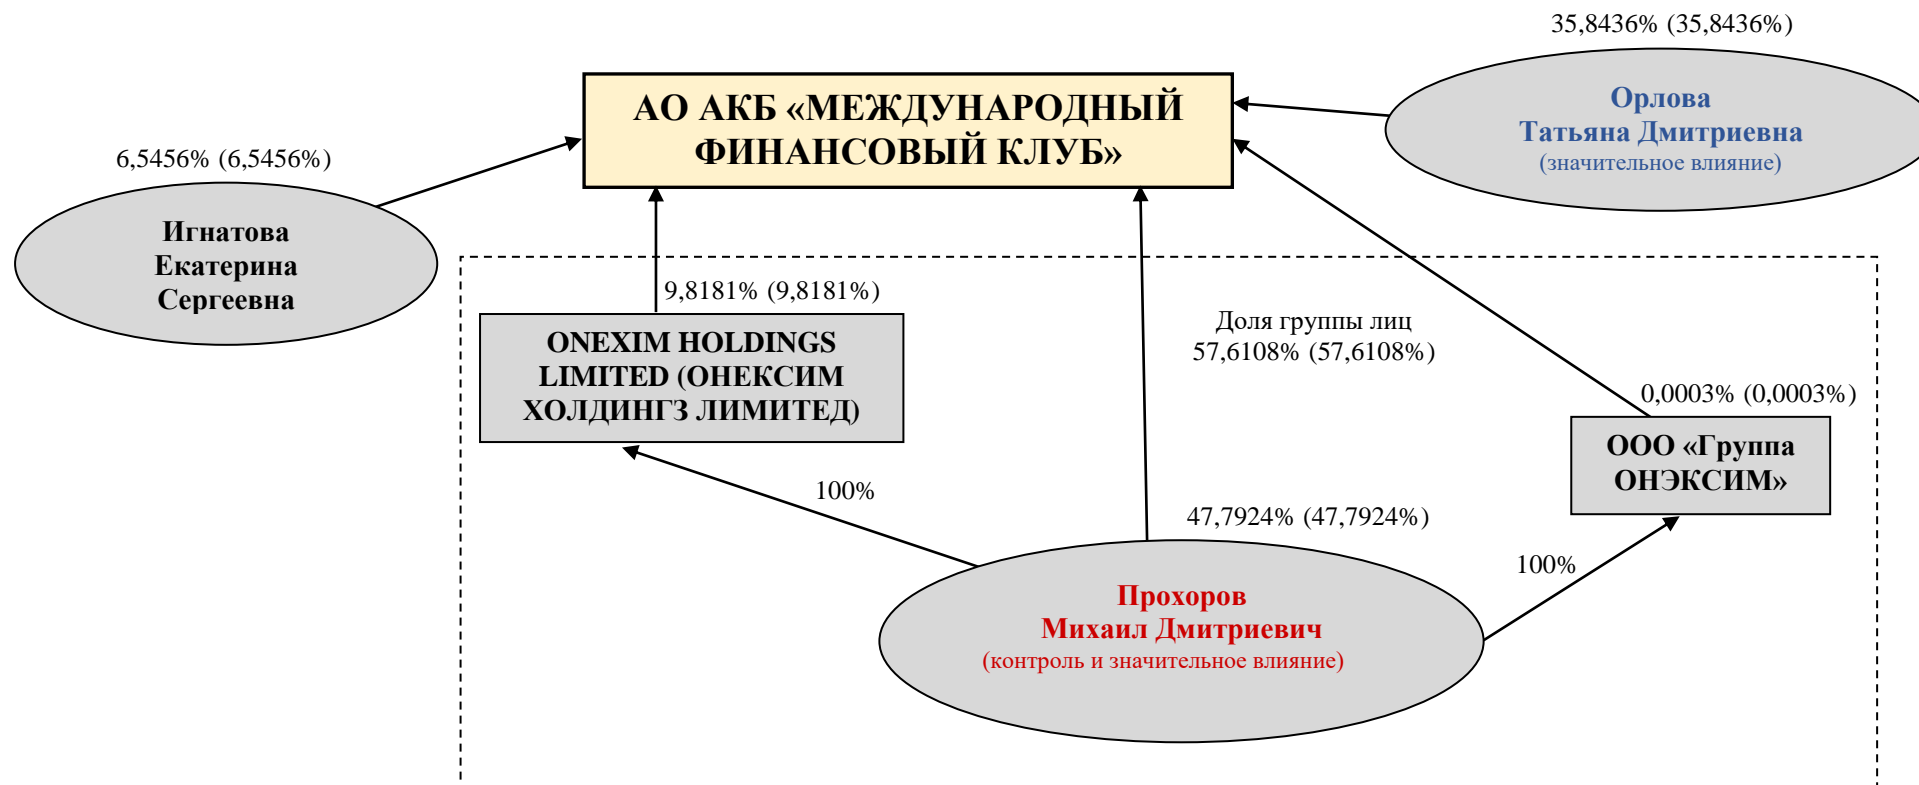 35,8436% (35,8436%)
АО АКБ «МЕЖДУНАРОДНЫЙ
ФИНАНСОВЫЙ КЛУБ»
Орлова
Татьяна Дмитриевна
(значительное влияние)
6,5456% (6,5456%)
Игнатова
Екатерина
Сергеевна
9,8181% (9,8181%)
ONEXIM HOLDINGS
LIMITED (ОНЕКСИМ
ХОЛДИНГЗ ЛИМИТЕД)
Доля группы лиц
57,6108% (57,6108%)
0,0003% (0,0003%)
ООО «Группа
ОНЭКСИМ»
100%
47,7924% (47,7924%)
100%
Прохоров
Михаил Дмитриевич
(контроль и значительное влияние)